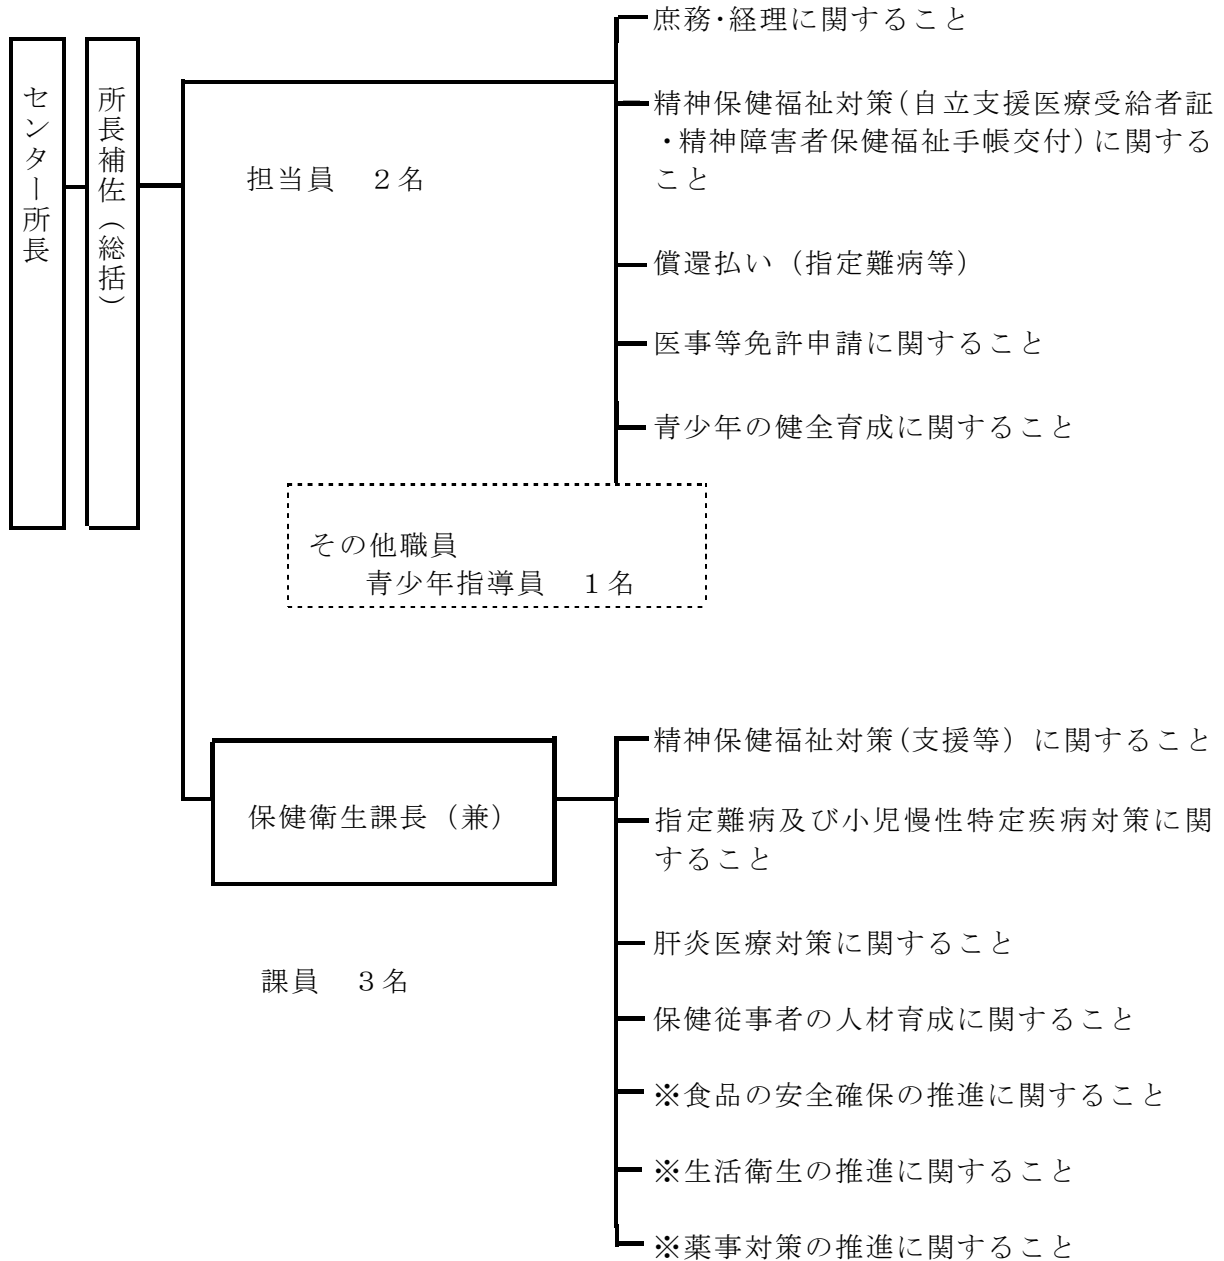 センター所長
所長補佐（総括）
担当員　２名
庶務・経理に関すること
精神保健福祉対策（自立支援医療受給者証
・精神障害者保健福祉手帳交付）に関する
こと
償還払い（指定難病等）
医事等免許申請に関すること
青少年の健全育成に関すること
その他職員
青少年指導員　１名
保健衛生課長（兼）
課員　３名
精神保健福祉対策（支援等）に関すること
指定難病及び小児慢性特定疾病対策に関
すること
肝炎医療対策に関すること
保健従事者の人材育成に関すること
※食品の安全確保の推進に関すること
※生活衛生の推進に関すること
※薬事対策の推進に関すること